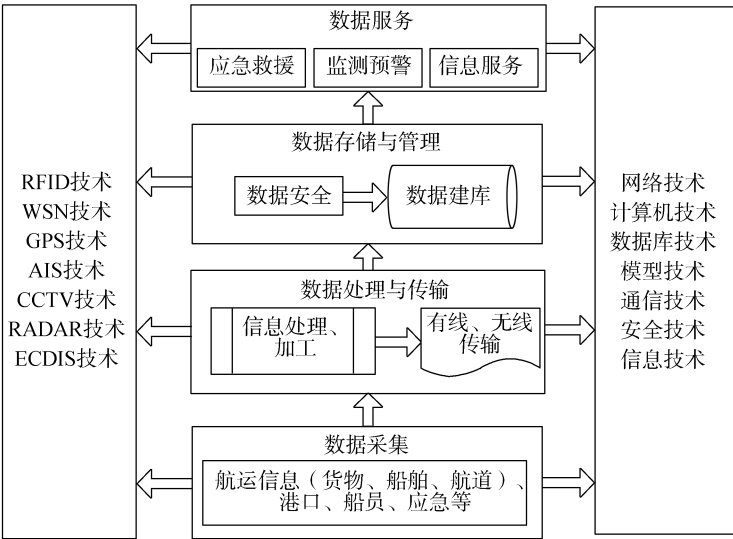 数据服务
应急救援
监测预警
信息服务
数据存储与管理
数据安全
数据建库
数据处理与传输
信息处理、
加工
有线、无线
传输
数据采集
航运信息（货物、船舶、航道）、
港口、船员、应急等
RFID技术
WSN技术
GPS技术
AIS技术
CCTV技术
RADAR技术
ECDIS技术
网络技术
计算机技术
数据库技术
模型技术
通信技术
安全技术
信息技术